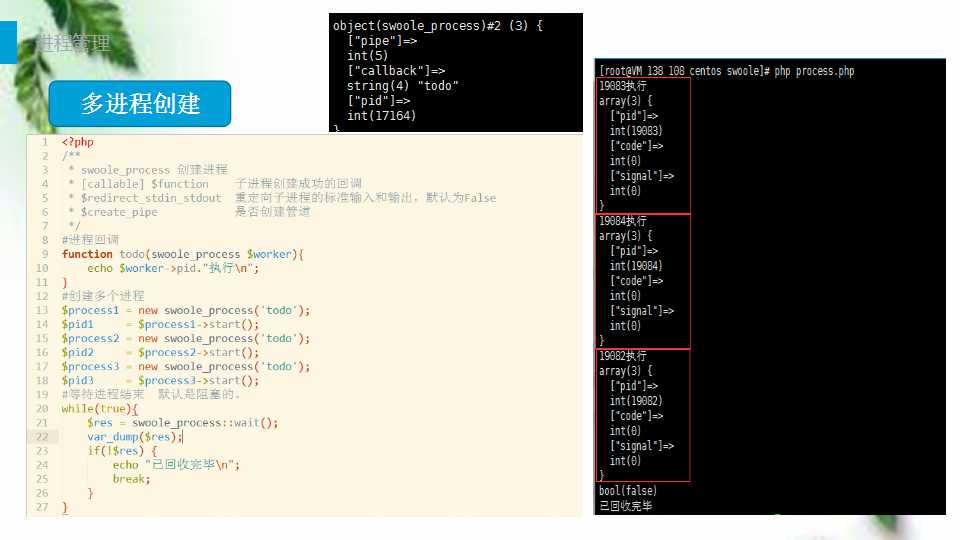 进程管理
多进程创建
object(swoole_process)#2 (3) {
["pipe"]=>
int(5)
["callback"]=>
string(4) "todo"
["pid"]=>
int(17164)
}
1 <?php
2 /**
3 * swoole_process 创建进程
4 * [callable] $function 子进程创建成功的回调
5 * $redirect_stdin_stdout 重定向子进程的标准输入和输出，默认为False
6 * $create_pipe 是否创建管道
7 */
8 #进程回调
9 function todo(swoole_process $worker){
10 echo $worker->pid."执行\n";
11 }
12 #创建多个进程
13 $process1 = new swoole_process('todo');
14 $pid1 = $process1->start();
15 $process2 = new swoole_process('todo');
16 $pid2 = $process2->start();
17 $process3 = new swoole_process('todo');
18 $pid3 = $process3->start();
19 #等待进程结束 默认是阻塞的。
20 while(true){
21 $res = swoole_process::wait();
22 var_dump($res);
23 if(!$res) {
24 echo "已回收完毕\n";
25 break;
26 }
27 }
[root@VM_138_108_centos swoole]# php process.php
19083执行
array(3) {
["pid"]=>
int(19083)
["code"]=>
int(0)
["signal"]=>
int(0)
}
19084执行
array(3) {
["pid"]=>
int(19084)
["code"]=>
int(0)
["signal"]=>
int(0)
}
19082执行
array(3) {
["pid"]=>
int(19082)
["code"]=>
int(0)
["signal"]=>
int(0)
}
bool(false)
已回收完毕